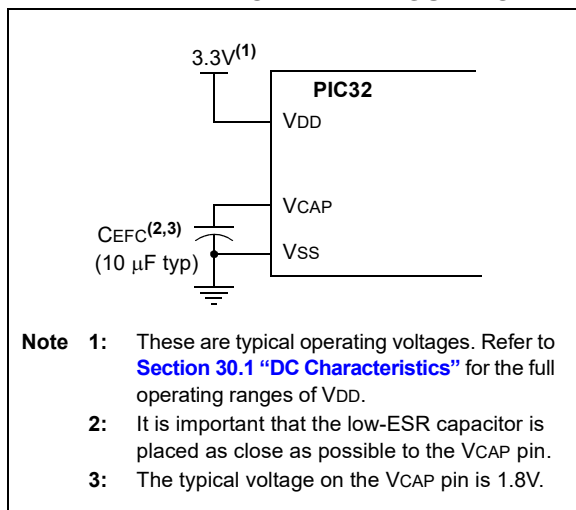 3.3V(1)
PIC32
VDD
VCAP
CEFC(2,3)
(10 μF typ)
VSS
Note 1: These are typical operating voltages. Refer to
Section 30.1 “DC Characteristics” for the full
operating ranges of VDD.
2: It is important that the low-ESR capacitor is
placed as close as possible to the VCAP pin.
3: The typical voltage on the VCAP pin is 1.8V.